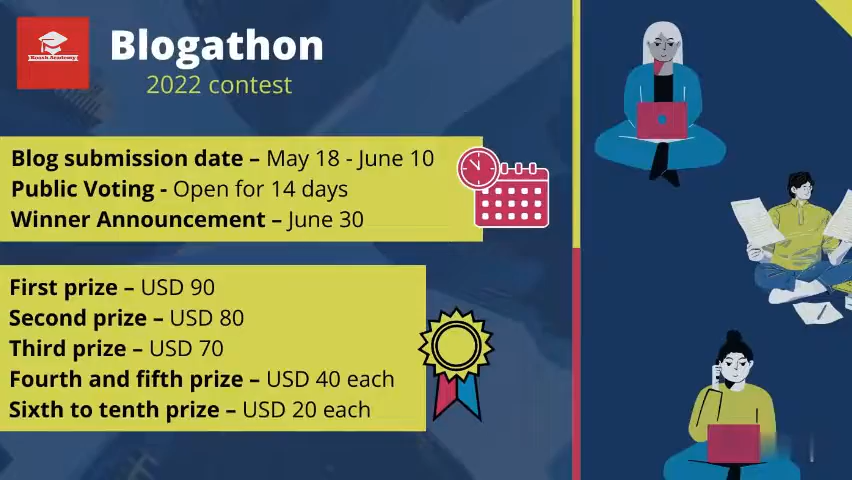 Blogathon
2022 contest
Blog submission date – May 18 - June 10
Public Voting - Open for 14 days
Winner Announcement – June 30
First prize – USD 90
Second prize – USD 80
Third prize – USD 70
Fourth and fifth prize – USD 40 each
Sixth to tenth prize – USD 20 each